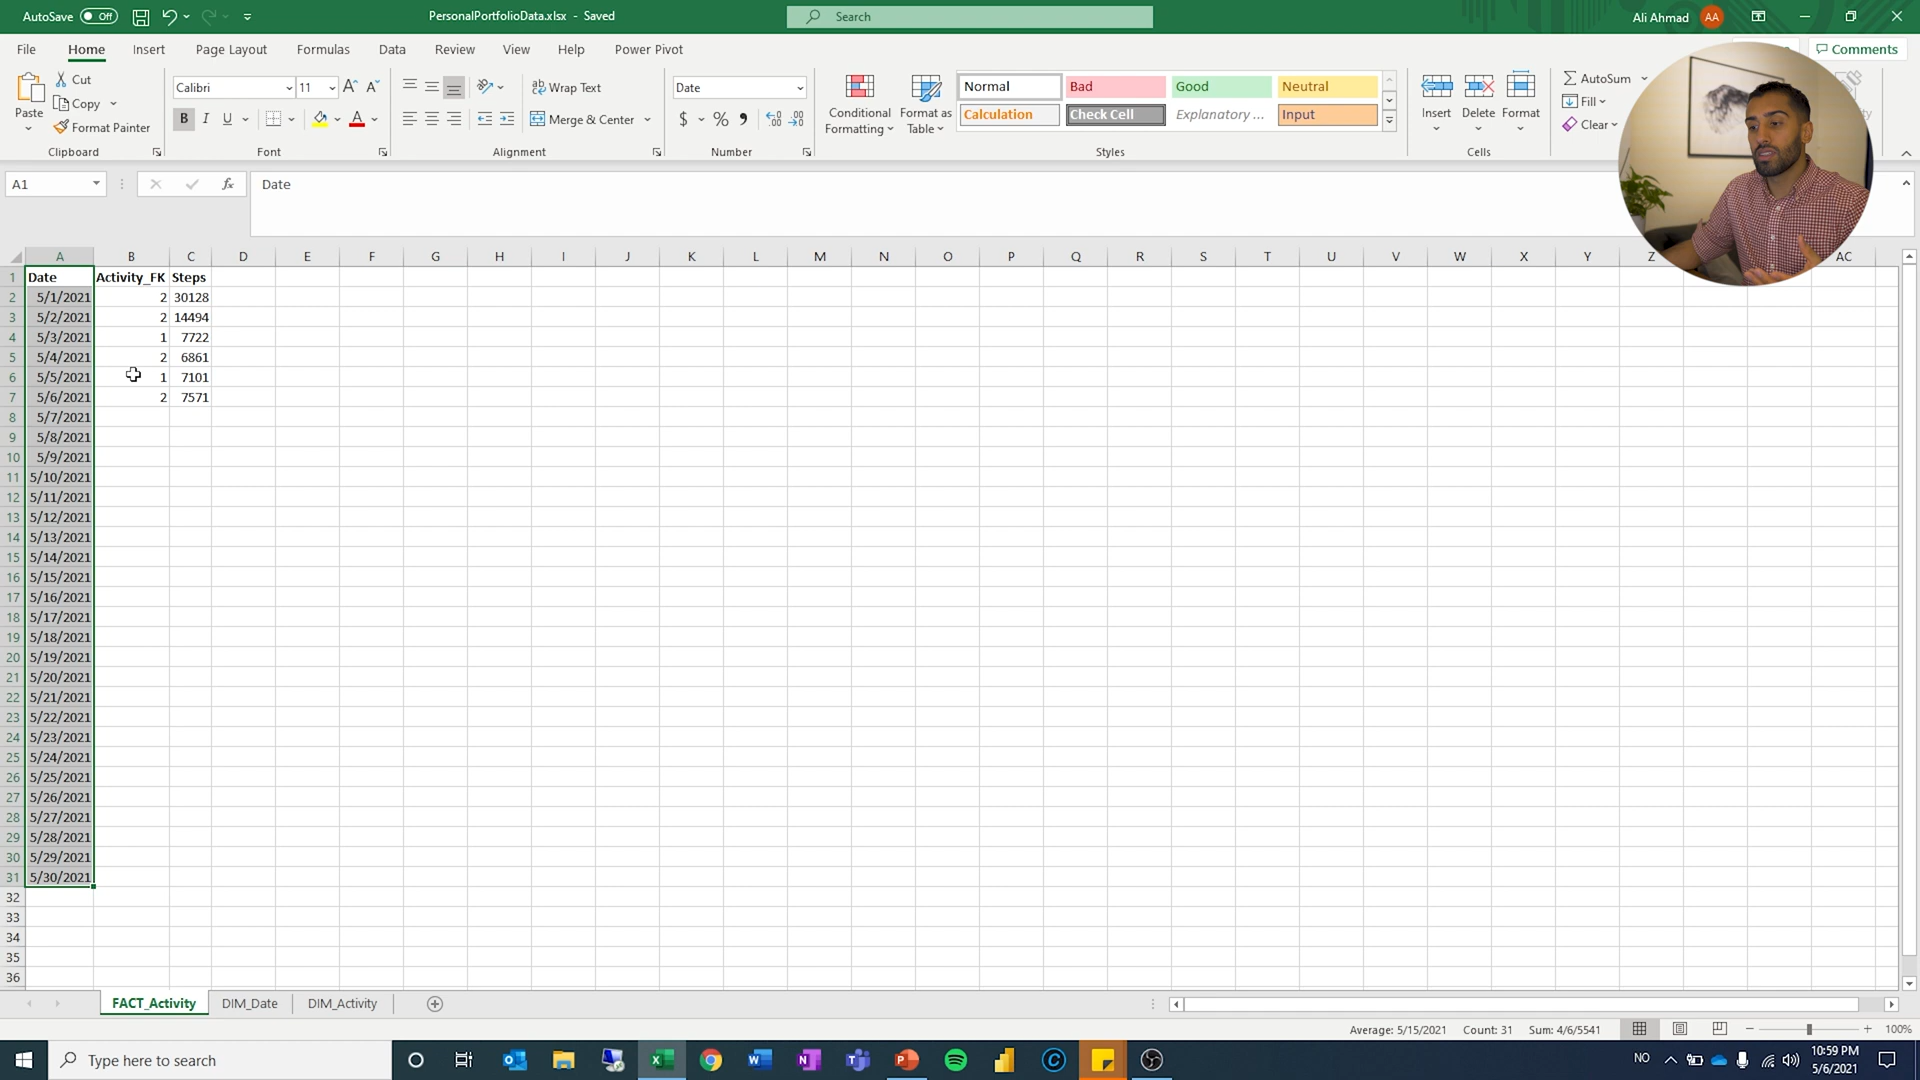 AutoSave Off PersonalPortfolioData.xlsx - Saved Search Ali Ahmad AA
File Home Insert Page Layout Formulas Data Review View Help Power Pivot Comments
Paste Cut Copy Format Painter Clipboard
Calibri 11 A A B I U A Font
Wrap Text Merge & Center Alignment
Date $ % Number
Conditional Formatting Format as Table
Normal Bad Good Neutral
Calculation Check Cell Explanatory ... Input
Styles
Insert Delete Format Cells
AutoSum Fill Clear
A1 fx Date
A B C D E F G H I J K L M N O P Q R S T U V W X Y Z AC
1 Date Activity_FK Steps
2 5/1/2021 2 30128
3 5/2/2021 2 14494
4 5/3/2021 1 7722
5 5/4/2021 2 6861
6 5/5/2021 1 7101
7 5/6/2021 2 7571
8 5/7/2021
9 5/8/2021
10 5/9/2021
11 5/10/2021
12 5/11/2021
13 5/12/2021
14 5/13/2021
15 5/14/2021
16 5/15/2021
17 5/16/2021
18 5/17/2021
19 5/18/2021
20 5/19/2021
21 5/20/2021
22 5/21/2021
23 5/22/2021
24 5/23/2021
25 5/24/2021
26 5/25/2021
27 5/26/2021
28 5/27/2021
29 5/28/2021
30 5/29/2021
31 5/30/2021
32
33
34
35
36
FACT_Activity DIM_Date DIM_Activity
Average: 5/15/2021 Count: 31 Sum: 4/6/5541 100%
Type here to search NO 10:59 PM
5/6/2021